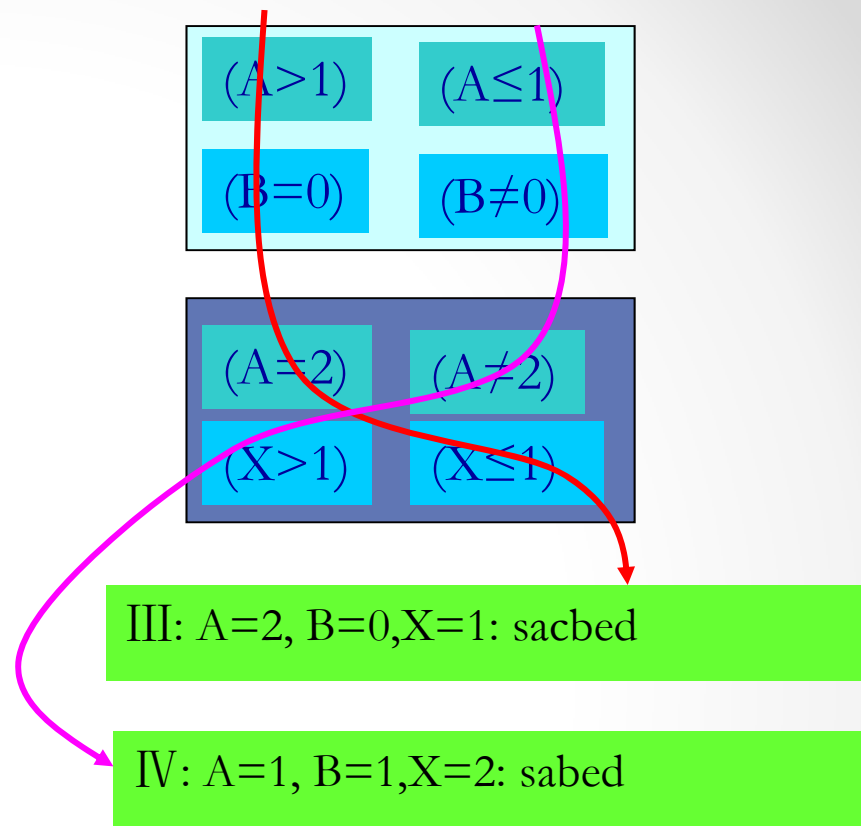 (A>1) (A≤1)
(B=0) (B≠0)
(A=2) (A≠2)
(X>1) (X≤1)
Ⅲ: A=2, B=0,X=1: sacbed
Ⅳ: A=1, B=1,X=2: sabed